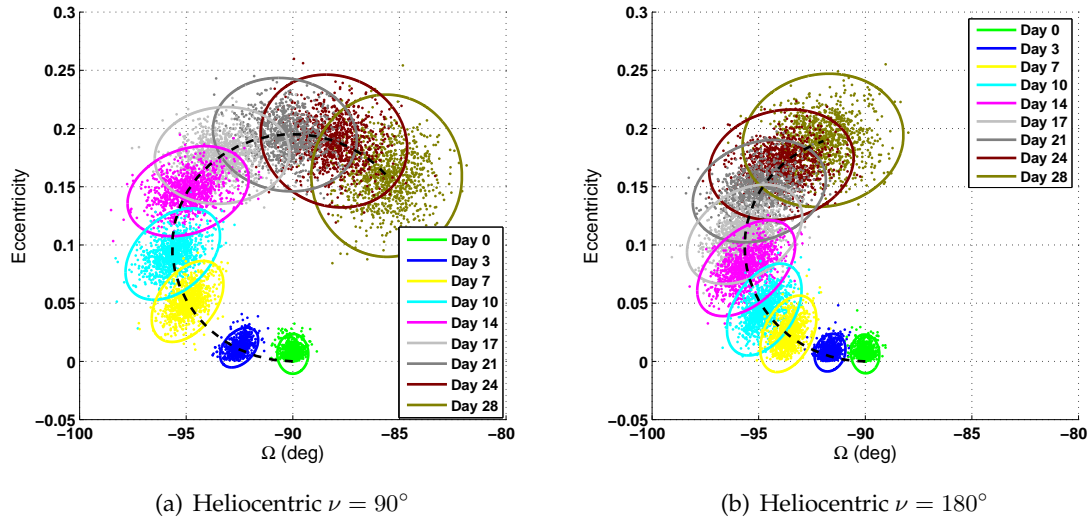 0.3
0.25
0.2
0.15
0.1
0.05
0
−0.05
Eccentricity
−100
−95
−90
−85
−80
Ω (deg)
Day 0
Day 3
Day 7
Day 10
Day 14
Day 17
Day 21
Day 24
Day 28
(a) Heliocentric ν = 90°
0.3
0.25
0.2
0.15
0.1
0.05
0
−0.05
Eccentricity
−100
−95
−90
−85
−80
Ω (deg)
Day 0
Day 3
Day 7
Day 10
Day 14
Day 17
Day 21
Day 24
Day 28
(b) Heliocentric ν = 180°